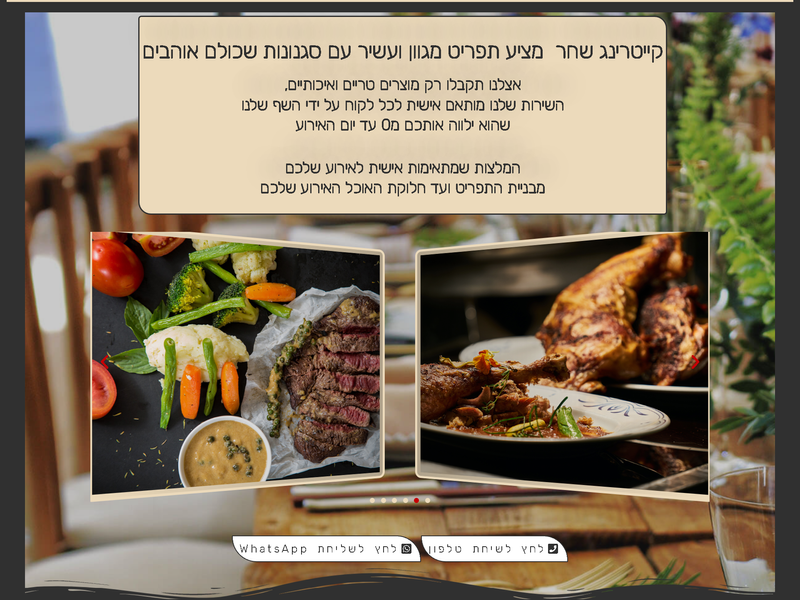 קייטרינג שחר מציע תפריט מגוון ועשיר עם סגנונות שכולם אוהבים
אצלנו תקבלו רק מוצרים טריים ואיכותיים,
השירות שלנו מותאם אישית לכל לקוח על ידי השף שלנו
שהוא ילווה אותכם מ0 עד יום האירוע
המלצות שמתאימות אישית לאירוע שלכם
מבניית התפריט ועד חלוקת האוכל האירוע שלכם
לחץ לשיחת טלפון
לחץ לשליחת WhatsApp